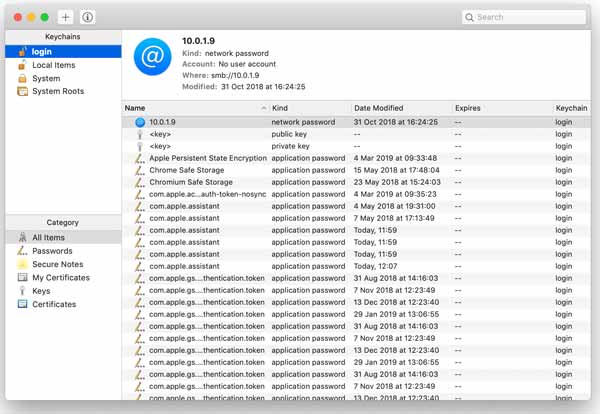 Search
Keychains
login
Local Items
System
System Roots
10.0.1.9
Kind: network password
Account: No user account
Where: smb://10.0.1.9
Modified: 31 Oct 2018 at 16:24:25
Name Kind Date Modified Expires Keychain
10.0.1.9 network password 31 Oct 2018 at 16:24:25 -- login
<key> public key -- -- login
<key> private key -- -- login
Apple Persistent State Encryption application password 4 Mar 2019 at 09:33:48 -- login
Chrome Safe Storage application password 15 May 2018 at 17:48:04 -- login
Chromium Safe Storage application password 23 May 2018 at 15:24:03 -- login
com.apple.ac...auth-token-nosync application password 4 Mar 2019 at 09:35:23 -- login
com.apple.assistant application password 4 May 2018 at 19:31:00 -- login
com.apple.assistant application password 7 May 2018 at 17:13:49 -- login
com.apple.assistant application password Today, 11:59 -- login
com.apple.assistant application password Today, 11:59 -- login
com.apple.assistant application password Today, 11:59 -- login
com.apple.assistant application password Today, 12:07 -- login
com.apple.gs....thentication.token application password 31 Aug 2018 at 14:16:03 -- login
com.apple.gs....thentication.token application password 7 Nov 2018 at 12:23:49 -- login
com.apple.gs....thentication.token application password 13 Dec 2018 at 12:23:40 -- login
com.apple.gs....thentication.token application password 29 Jan 2019 at 13:06:55 -- login
com.apple.gs....thentication.token application password 31 Aug 2018 at 14:16:03 -- login
com.apple.gs....thentication.token application password 7 Nov 2018 at 12:23:49 -- login
com.apple.gs....thentication.token application password 13 Dec 2018 at 12:23:40 -- login
com.apple.gs....thentication.token application password 29 Jan 2019 at 13:06:55 -- login
com.apple.gs....thentication.token application password 31 Aug 2018 at 14:16:03 -- login
com.apple.gs....thentication.token application password 7 Nov 2018 at 12:23:49 -- login
Category
All Items
Passwords
Secure Notes
My Certificates
Keys
Certificates